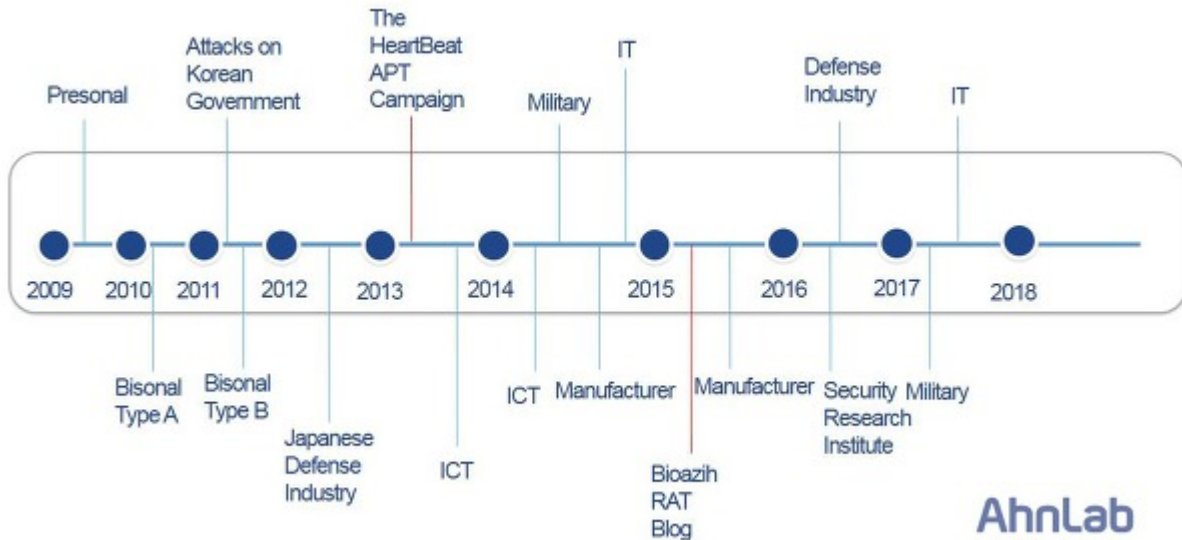 Presonal
Attacks on
Korean
Government
The
HeartBeat
APT
Campaign
Military
IT
Defense
Industry
IT
2009
2010
2011
2012
2013
2014
2015
2016
2017
2018
Bisonal
Type A
Bisonal
Type B
Japanese
Defense
Industry
ICT
ICT
Manufacturer
Bioazih
RAT
Blog
Manufacturer
Security
Research
Institute
Military
AhnLab